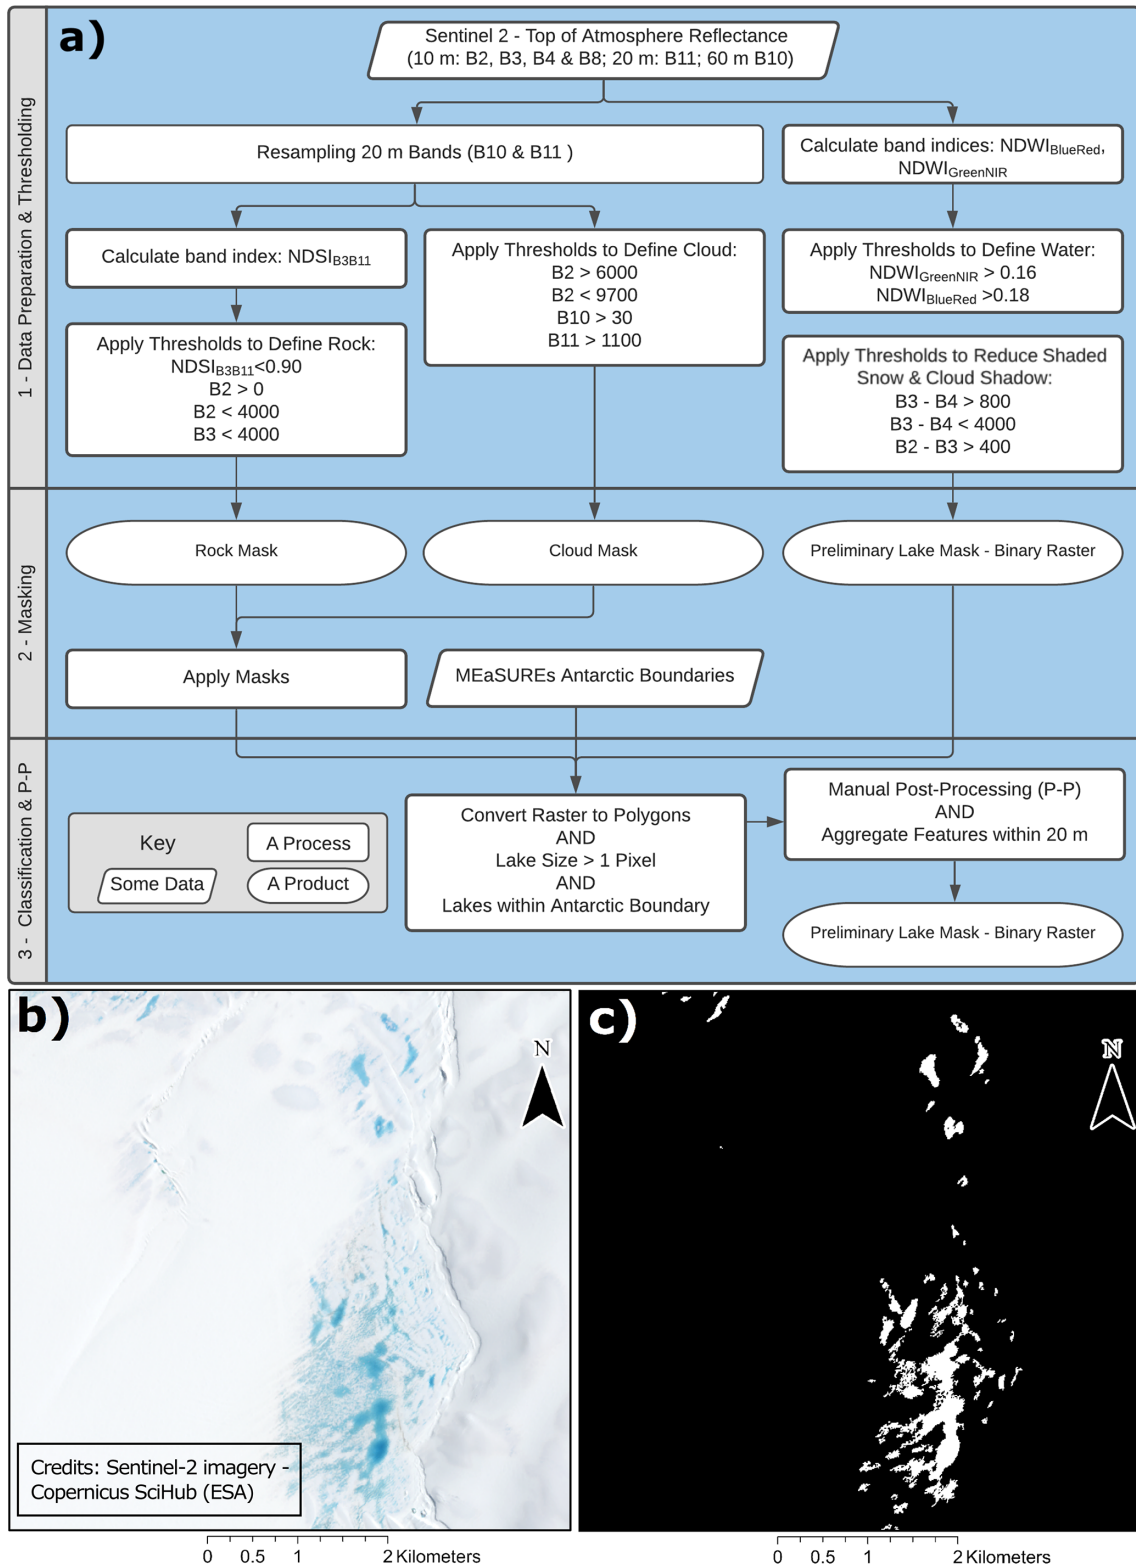 a)
Sentinel 2 - Top of Atmosphere Reflectance
(10 m: B2, B3, B4 & B8; 20 m: B11; 60 m B10)
1 - Data Preparation & Thresholding
Resampling 20 m Bands (B10 & B11 )
Calculate band indices: NDWIBlueRed,
NDWIGreenNIR
Calculate band index: NDSIB3B11
Apply Thresholds to Define Cloud:
B2 > 6000
B2 < 9700
B10 > 30
B11 > 1100
Apply Thresholds to Define Water:
NDWIGreenNIR > 0.16
NDWIBlueRed >0.18
Apply Thresholds to Define Rock:
NDSIB3B11<0.90
B2 > 0
B2 < 4000
B3 < 4000
Apply Thresholds to Reduce Shaded
Snow & Cloud Shadow:
B3 - B4 > 800
B3 - B4 < 4000
B2 - B3 > 400
2 - Masking
Rock Mask
Cloud Mask
Preliminary Lake Mask - Binary Raster
Apply Masks
MEaSUREs Antarctic Boundaries
3 - Classification & P-P
Key
A Process
Some Data
A Product
Convert Raster to Polygons
AND
Lake Size > 1 Pixel
AND
Lakes within Antarctic Boundary
Manual Post-Processing (P-P)
AND
Aggregate Features within 20 m
Preliminary Lake Mask - Binary Raster
b)
N
Credits: Sentinel-2 imagery -
Copernicus SciHub (ESA)
0 0.5 1 2 Kilometers
c)
N
0 0.5 1 2 Kilometers